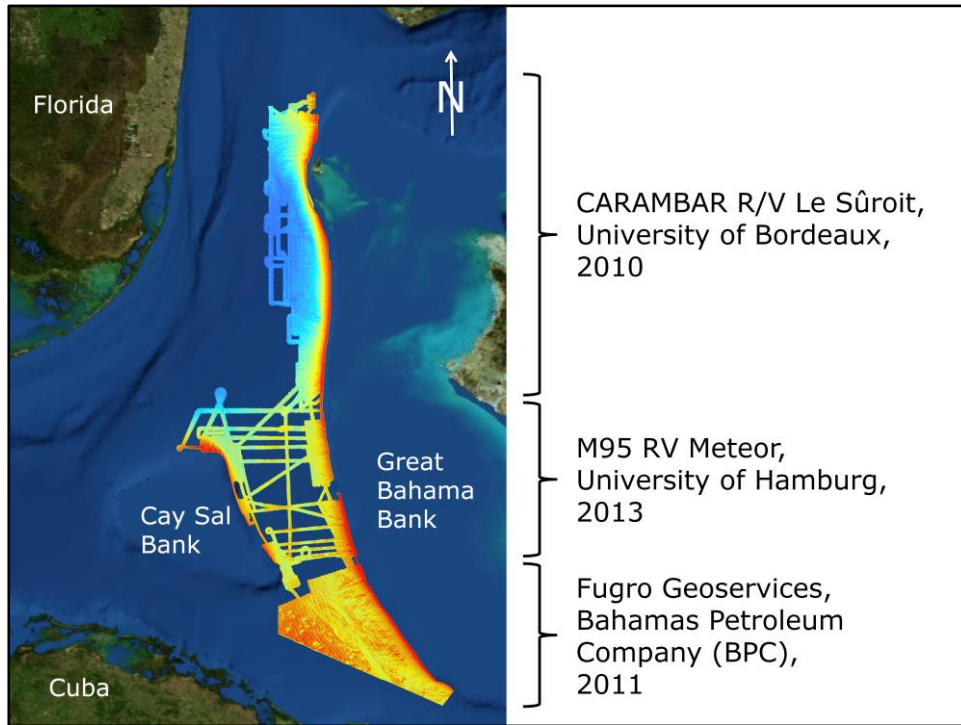 Florida
N
Great
Bahama
Bank
Cay Sal
Bank
Cuba
CARAMBAR R/V Le Sûroit,
University of Bordeaux,
2010
M95 RV Meteor,
University of Hamburg,
2013
Fugro Geoservices,
Bahamas Petroleum
Company (BPC),
2011